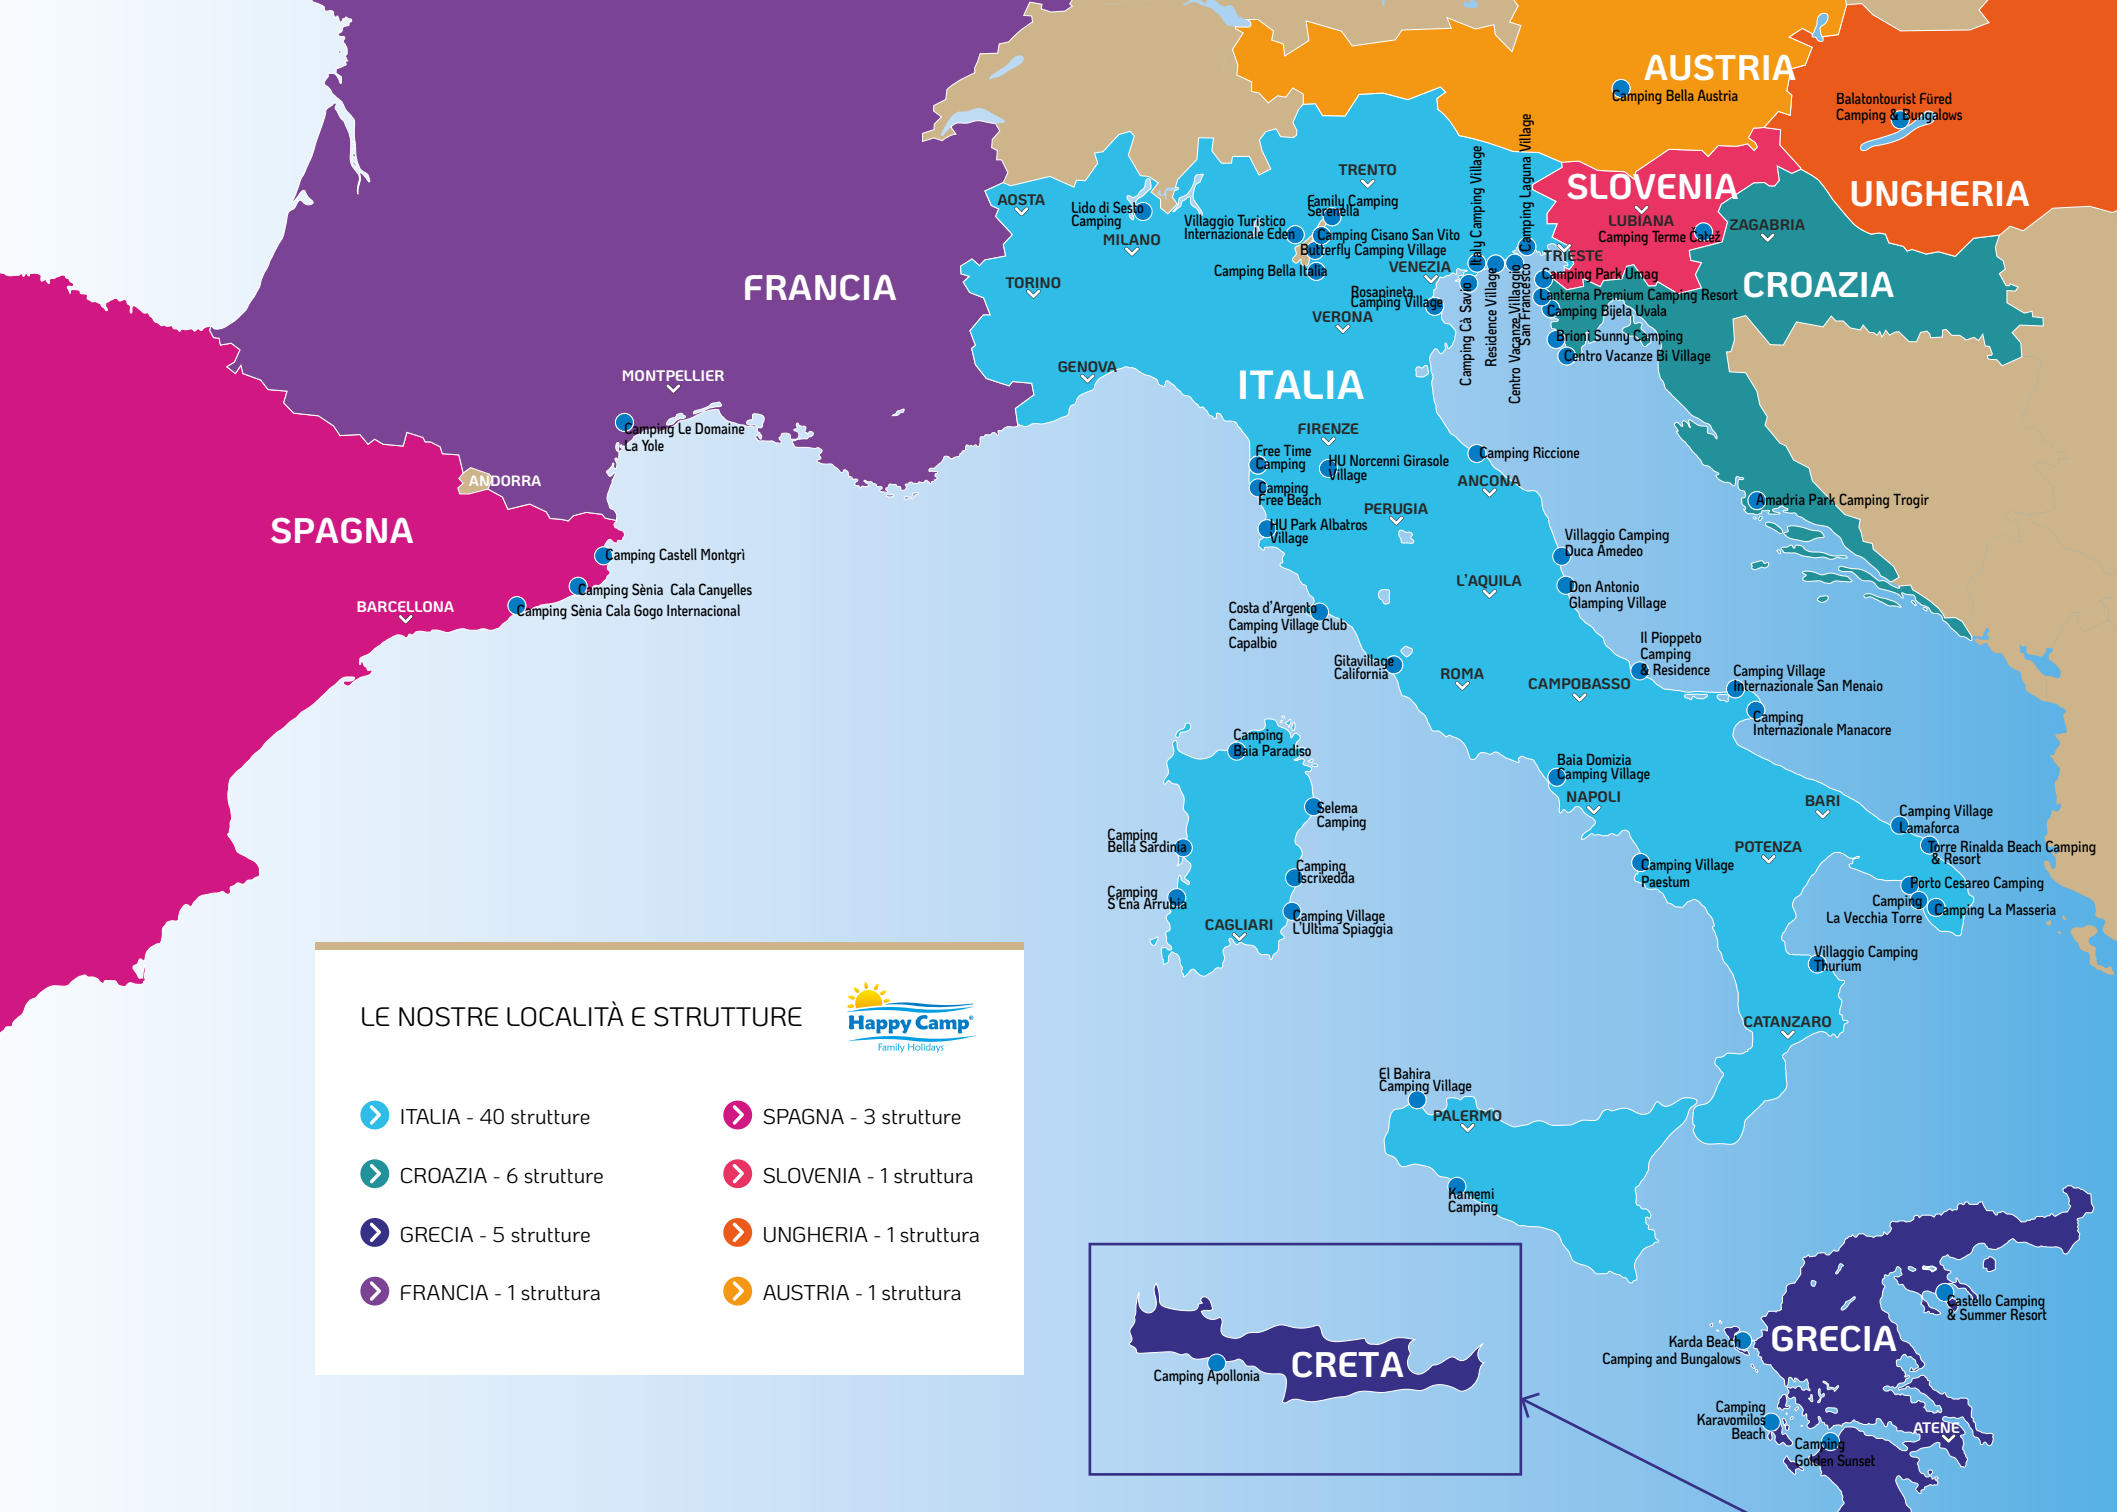 AUSTRIA
Camping Bella Austria
Balatontourist Füred
Camping & Bungalows
UNGHERIA
SLOVENIA
LUBIANA
Camping Terme Čatež
ZAGABRIA
CROAZIA
TRENTO
Family Camping
Serenella
AOSTA
Lido di Sesto
Camping
MILANO
Villaggio Turistico
Internazionale Eden
Camping Cisano San Vito
Butterfly Camping Village
Camping Bella Italia
VENEZIA
Rosapineta
Camping Village
VERONA
TORINO
GENOVA
Italy Camping Village
Camping Laguna Village
Camping Cà Savio
Residence Village
Centro Vacanze Villaggio
San Francesco
TRIESTE
Camping Park Umag
Lanterna Premium Camping Resort
Camping Bijela Uvala
Brioni Sunny Camping
Centro Vacanze Bi Village
Amadria Park Camping Trogir
FRANCIA
MONTPELLIER
Camping Le Domaine
La Yole
ANDORRA
SPAGNA
Camping Castell Montgrì
Camping Sènia Cala Canyelles
Camping Sènia Cala Gogo Internacional
BARCELLONA
ITALIA
FIRENZE
Free Time
Camping
HU Norcenni Girasole
Village
Camping
Free Beach
HU Park Albatros
Village
Camping Riccione
ANCONA
PERUGIA
Villaggio Camping
Duca Amedeo
L'AQUILA
Don Antonio
Glamping Village
Costa d'Argento
Camping Village Club
Capalbio
Gitavillage
California
ROMA
CAMPOBASSO
Il Pioppeto
Camping
& Residence
Camping Village
Internazionale San Menaio
Camping
Internazionale Manacore
Baia Domizia
Camping Village
NAPOLI
BARI
Camping Village
Lamaforca
Torre Rinalda Beach Camping
& Resort
POTENZA
Camping Village
Paestum
Porto Cesareo Camping
Camping
La Vecchia Torre
Camping La Masseria
Villaggio Camping
Thurium
CATANZARO
Camping
Baia Paradiso
Selema
Camping
Camping
Bella Sardinia
Camping
Iscrixedda
Camping
S'Ena Arrubia
CAGLIARI
Camping Village
L'Ultima Spiaggia
El Bahira
Camping Village
PALERMO
Kamemi
Camping
LE NOSTRE LOCALITÀ E STRUTTURE
Happy Camp®
Family Holidays
ITALIA - 40 strutture
CROAZIA - 6 strutture
GRECIA - 5 strutture
FRANCIA - 1 struttura
SPAGNA - 3 strutture
SLOVENIA - 1 struttura
UNGHERIA - 1 struttura
AUSTRIA - 1 struttura
CRETA
Camping Apollonia
GRECIA
Castello Camping
& Summer Resort
Karda Beach
Camping and Bungalows
Camping
Karavomilos
Beach
ATENE
Camping
Golden Sunset